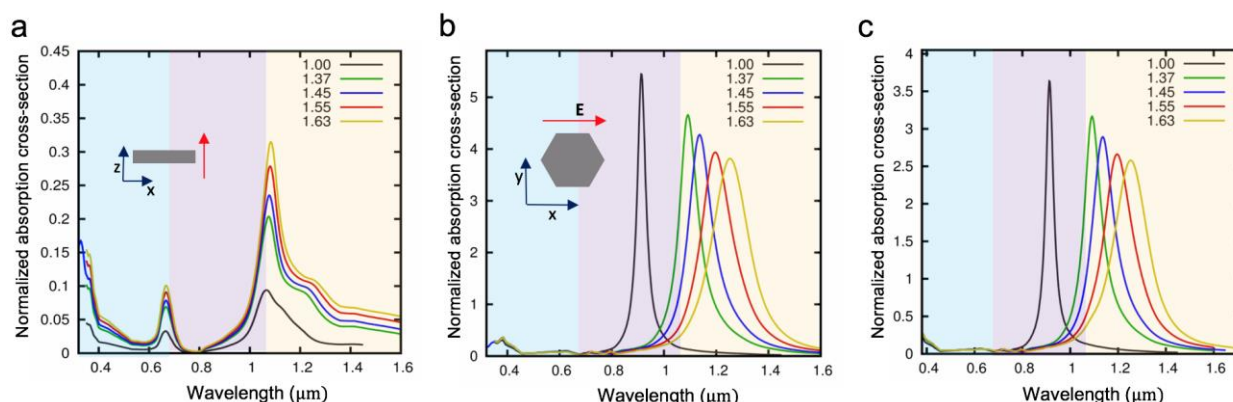 a
Normalized absorption cross-section
0.45
0.4
0.35
0.3
0.25
0.2
0.15
0.1
0.05
0
1.00
1.37
1.45
1.55
1.63
z
x
0.4 0.6 0.8 1 1.2 1.4 1.6
Wavelength (μm)
b
Normalized absorption cross-section
5
4
3
2
1
0
1.00
1.37
1.45
1.55
1.63
E
y
x
0.4 0.6 0.8 1 1.2 1.4 1.6
Wavelength (μm)
c
Normalized absorption cross-section
4
3.5
3
2.5
2
1.5
1
0.5
0
1.00
1.37
1.45
1.55
1.63
0.4 0.6 0.8 1 1.2 1.4 1.6
Wavelength (μm)